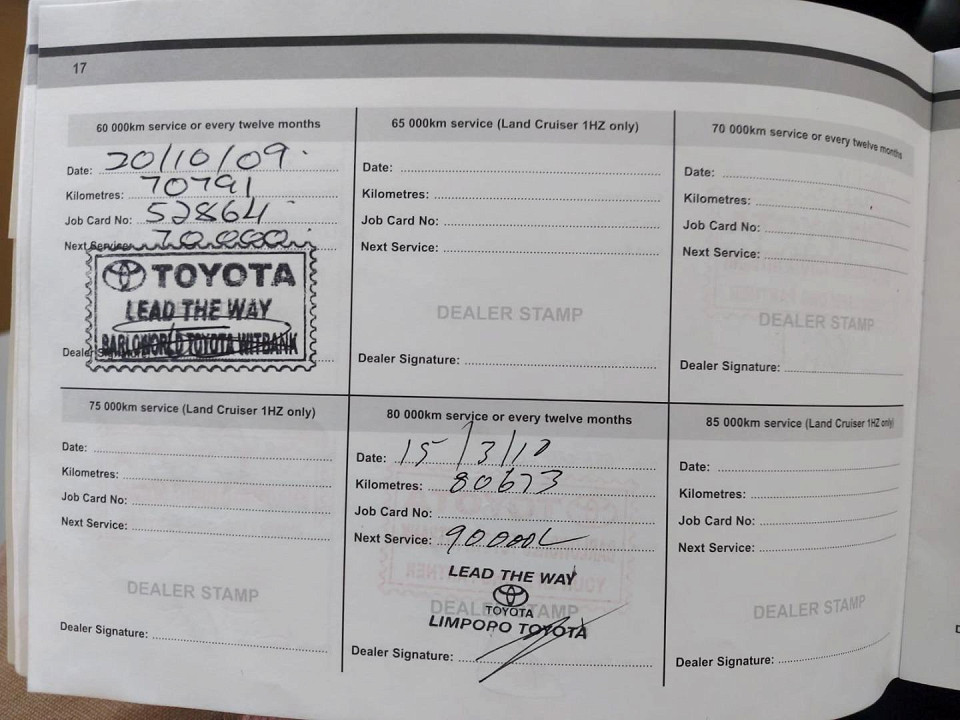 17
60 000km service or every twelve months
Date: 20/10/09
Kilometres: 70791
Job Card No: 52864
Next Service: 70.000
TOYOTA
LEAD THE WAY
BARLOWORLD TOYOTA WITBANK
Dealer
65 000km service (Land Cruiser 1HZ only)
Date:
Kilometres:
Job Card No:
Next Service:
DEALER STAMP
Dealer Signature:
70 000km service or every twelve months
Date:
Kilometres:
Job Card No:
Next Service:
DEALER STAMP
Dealer Signature:
75 000km service (Land Cruiser 1HZ only)
Date:
Kilometres:
Job Card No:
Next Service:
DEALER STAMP
Dealer Signature:
80 000km service or every twelve months
Date: 15/3/10
Kilometres: 80673
Job Card No:
Next Service: 90000
LEAD THE WAY
DEALER STAMP
TOYOTA
LIMPOPO TOYOTA
Dealer Signature:
85 000km service (Land Cruiser 1HZ only)
Date:
Kilometres:
Job Card No:
Next Service:
DEALER STAMP
Dealer Signature: